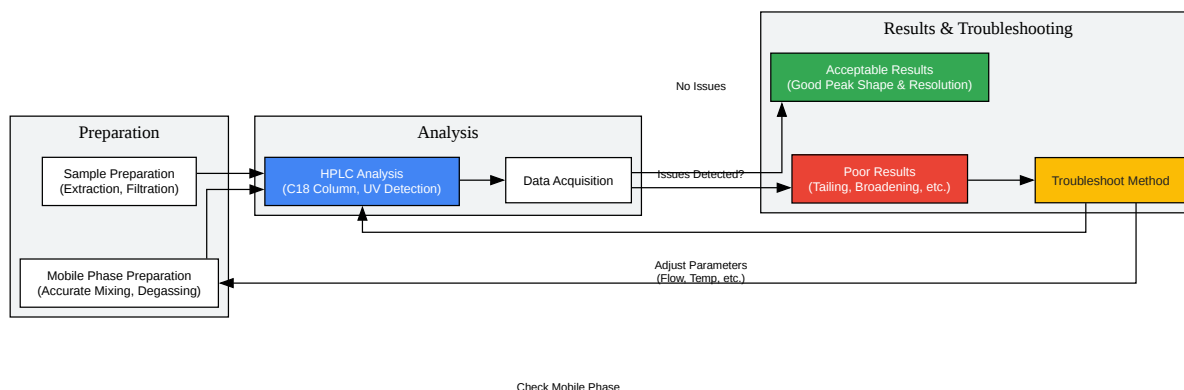 Results & Troubleshooting
Acceptable Results
(Good Peak Shape & Resolution)
No Issues
Preparation
Analysis
Sample Preparation
(Extraction, Filtration)
HPLC Analysis
(C18 Column, UV Detection)
Data Acquisition
Issues Detected?
Poor Results
(Tailing, Broadening, etc.)
Troubleshoot Method
Mobile Phase Preparation
(Accurate Mixing, Degassing)
Adjust Parameters
(Flow, Temp, etc.)
Check Mobile Phase